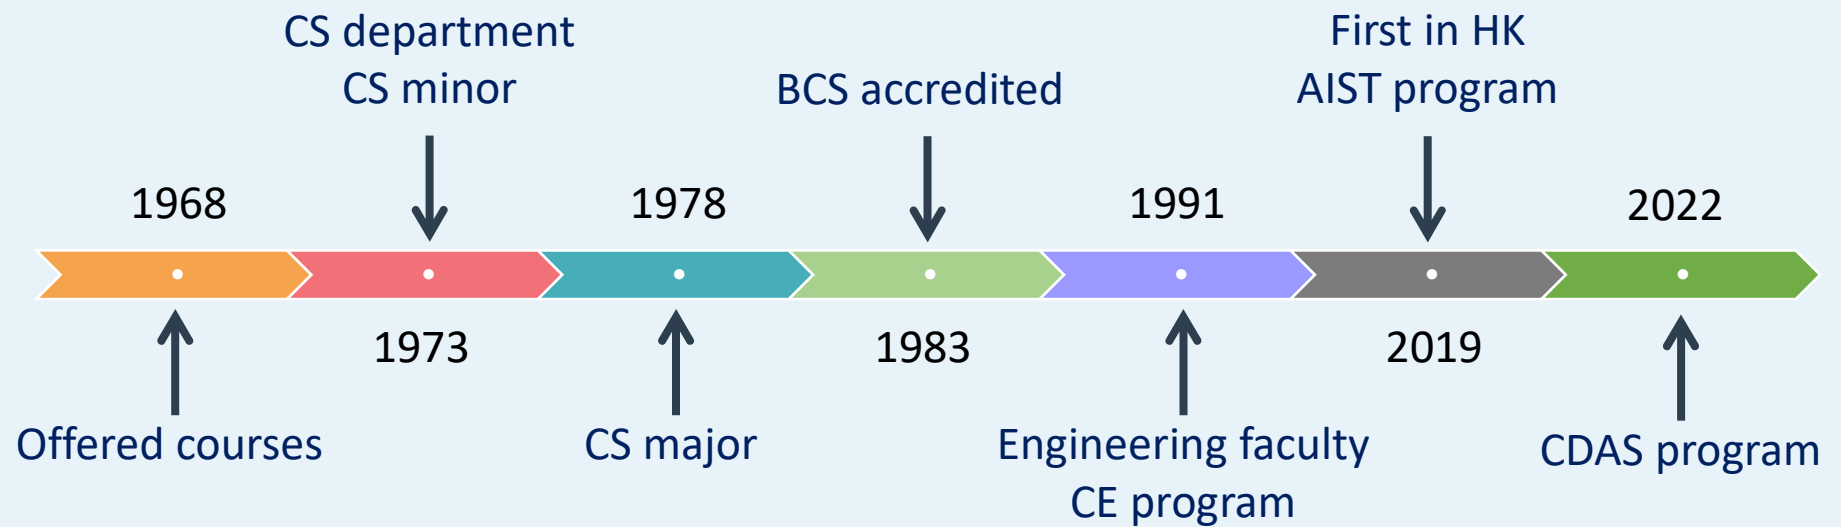 CS department
CS minor
BCS accredited
First in HK
AIST program
1968
1978
1991
2022
1973
1983
2019
Offered courses
CS major
Engineering faculty
CE program
CDAS program